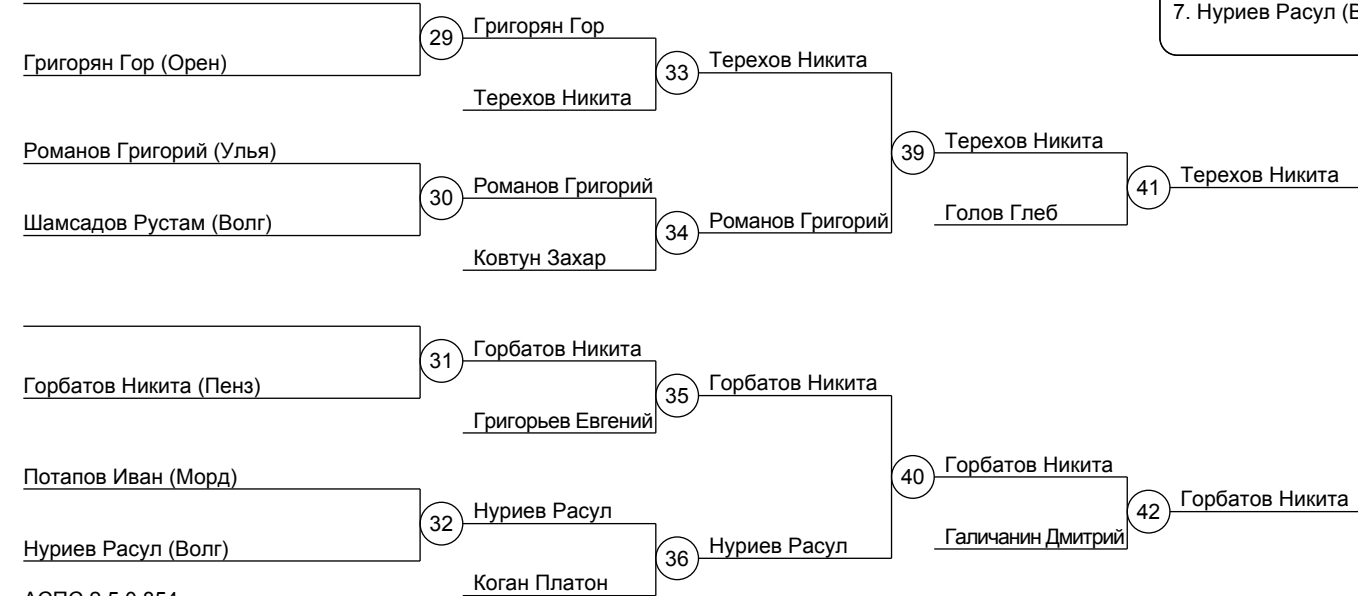 7. Нуриев Расул (В
Григорян Гор (Орен)
29
Григорян Гор
Терехов Никита
33
Терехов Никита
Романов Григорий (Улья)
Шамсадов Рустам (Волг)
30
Романов Григорий
Ковтун Захар
34
Романов Григорий
39
Терехов Никита
Голов Глеб
41
Терехов Никита
Горбатов Никита (Пенз)
31
Горбатов Никита
Григорьев Евгений
35
Горбатов Никита
Потапов Иван (Морд)
Нуриев Расул (Волг)
32
Нуриев Расул
Коган Платон
36
Нуриев Расул
40
Горбатов Никита
Галичанин Дмитрий
42
Горбатов Никита